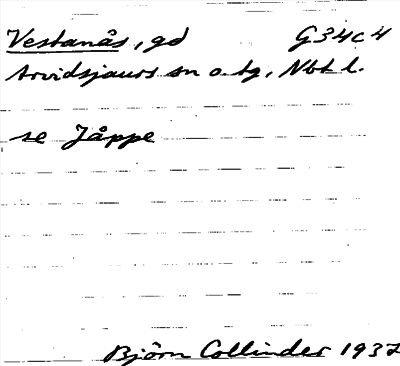 Vestanås, gd G34c4
Arvidsjaurs sn o. tg, Nbt l.
se Jåppe
Björn Collinder 1937